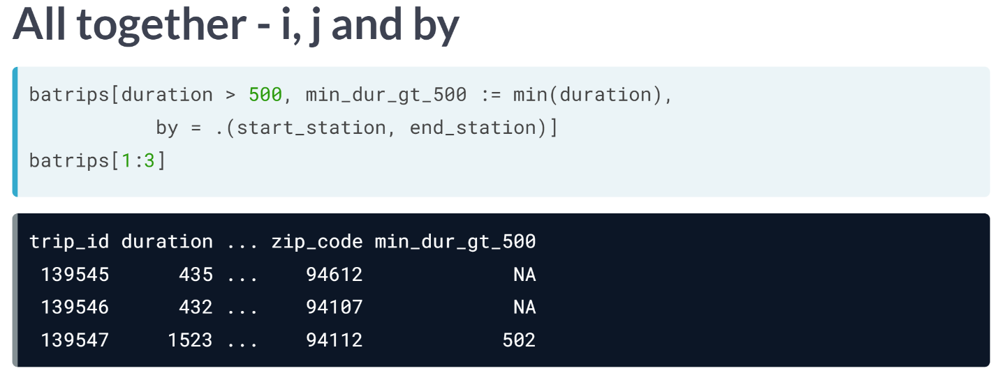 All together - i, j and by
batrips[duration > 500, min_dur_gt_500 := min(duration),
        by = .(start_station, end_station)]
batrips[1:3]
trip_id duration ... zip_code min_dur_gt_500
139545 435 ... 94612 NA
139546 432 ... 94107 NA
139547 1523 ... 94112 502